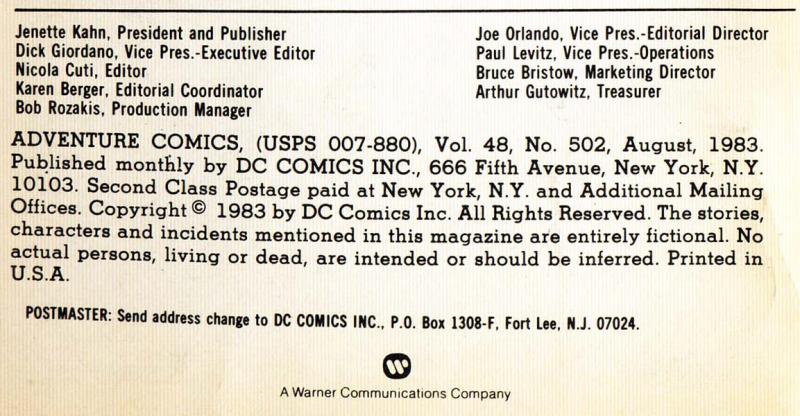 Jenette Kahn, President and Publisher
Dick Giordano, Vice Pres.-Executive Editor
Nicola Cuti, Editor
Karen Berger, Editorial Coordinator
Bob Rozakis, Production Manager
Joe Orlando, Vice Pres.-Editorial Director
Paul Levitz, Vice Pres.-Operations
Bruce Bristow, Marketing Director
Arthur Gutowitz, Treasurer
ADVENTURE COMICS, (USPS 007-880), Vol. 48, No. 502, August, 1983.
Published monthly by DC COMICS INC., 666 Fifth Avenue, New York, N.Y.
10103. Second Class Postage paid at New York, N.Y. and Additional Mailing
Offices. Copyright © 1983 by DC Comics Inc. All Rights Reserved. The stories,
characters and incidents mentioned in this magazine are entirely fictional. No
actual persons, living or dead, are intended or should be inferred. Printed in
U.S.A.
POSTMASTER: Send address change to DC COMICS INC., P.O. Box 1308-F, Fort Lee, N.J. 07024.
A Warner Communications Company